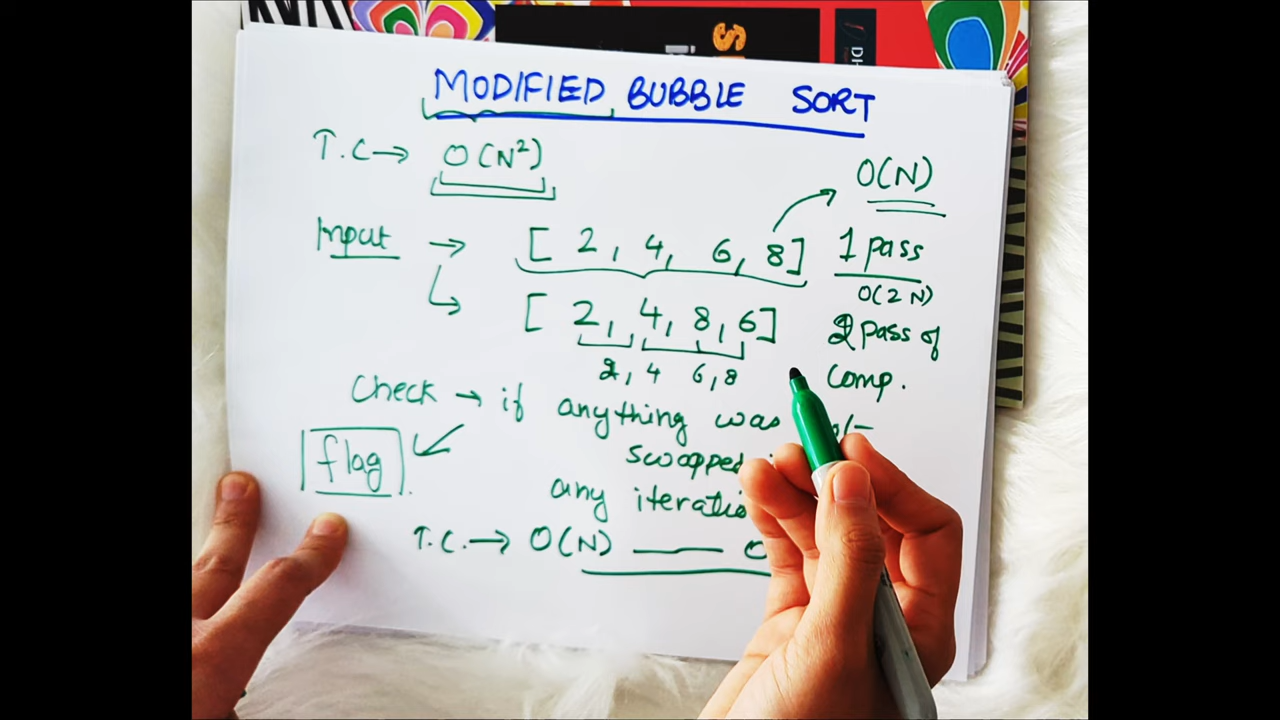 MODIFIED BUBBLE SORT
T.C → O(N²)
O(N)
Input → [ 2, 4, 6, 8] 1 pass
O(2N)
↳ [ 2, 4, 8, 6] 2 pass of
2, 4 6, 8 comp.
Check → if anything was
flag
swapped
any iteration
T.C. → O(N) —— O